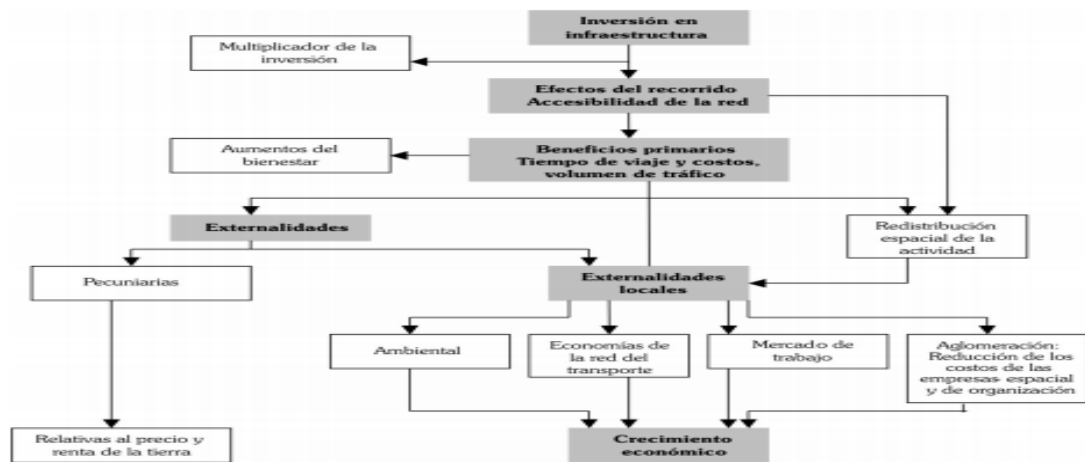 Inversión en
infraestructura
Multiplicador de la
inversión
Efectos del recorrido
Accesibilidad de la red
Beneficios primarios
Tiempo de viaje y costos,
volumen de tráfico
Aumentos del
bienestar
Externalidades
Redistribución
espacial de la
actividad
Pecuniarias
Externalidades
locales
Ambiental
Economías de
la red del
transporte
Mercado de
trabajo
Aglomeración:
Reducción de los
costos de las
empresas espacial
y de organización
Relativas al precio y
renta de la tierra
Crecimiento
económico